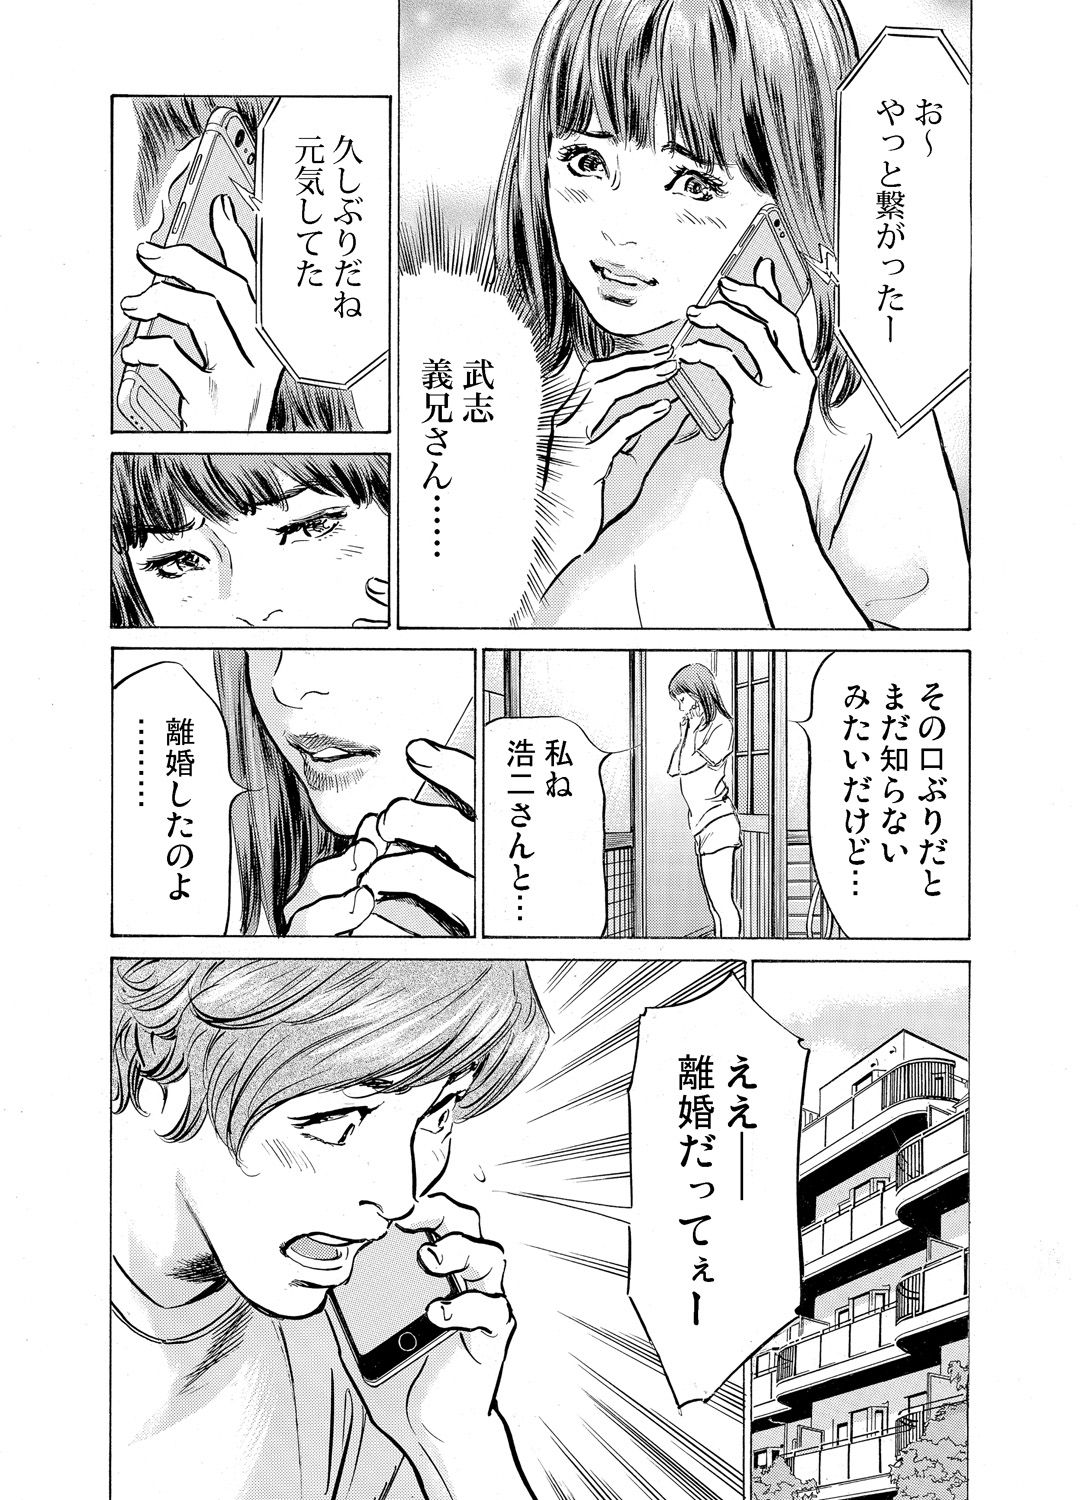 お〜
やっと繋がったー
武志
義兄さん……
久しぶりだね
元気してた
その口ぶりだと
まだ知らない
みたいだけど…
私ね
浩二さんと…
離婚したのよ
………
ええ──
離婚だってぇー